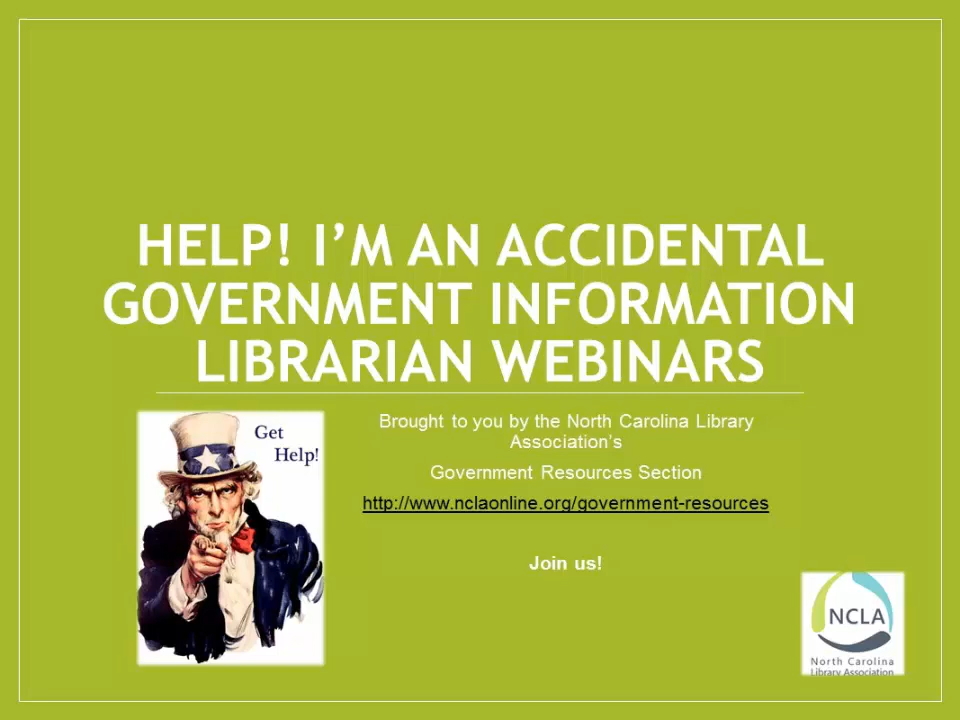 HELP! I’M AN ACCIDENTAL
GOVERNMENT INFORMATION
LIBRARIAN WEBINARS
Get
Help!
Brought to you by the North Carolina Library
Association’s
Government Resources Section
http://www.nclaonline.org/government-resources
Join us!
NCLA
North Carolina
Library Association